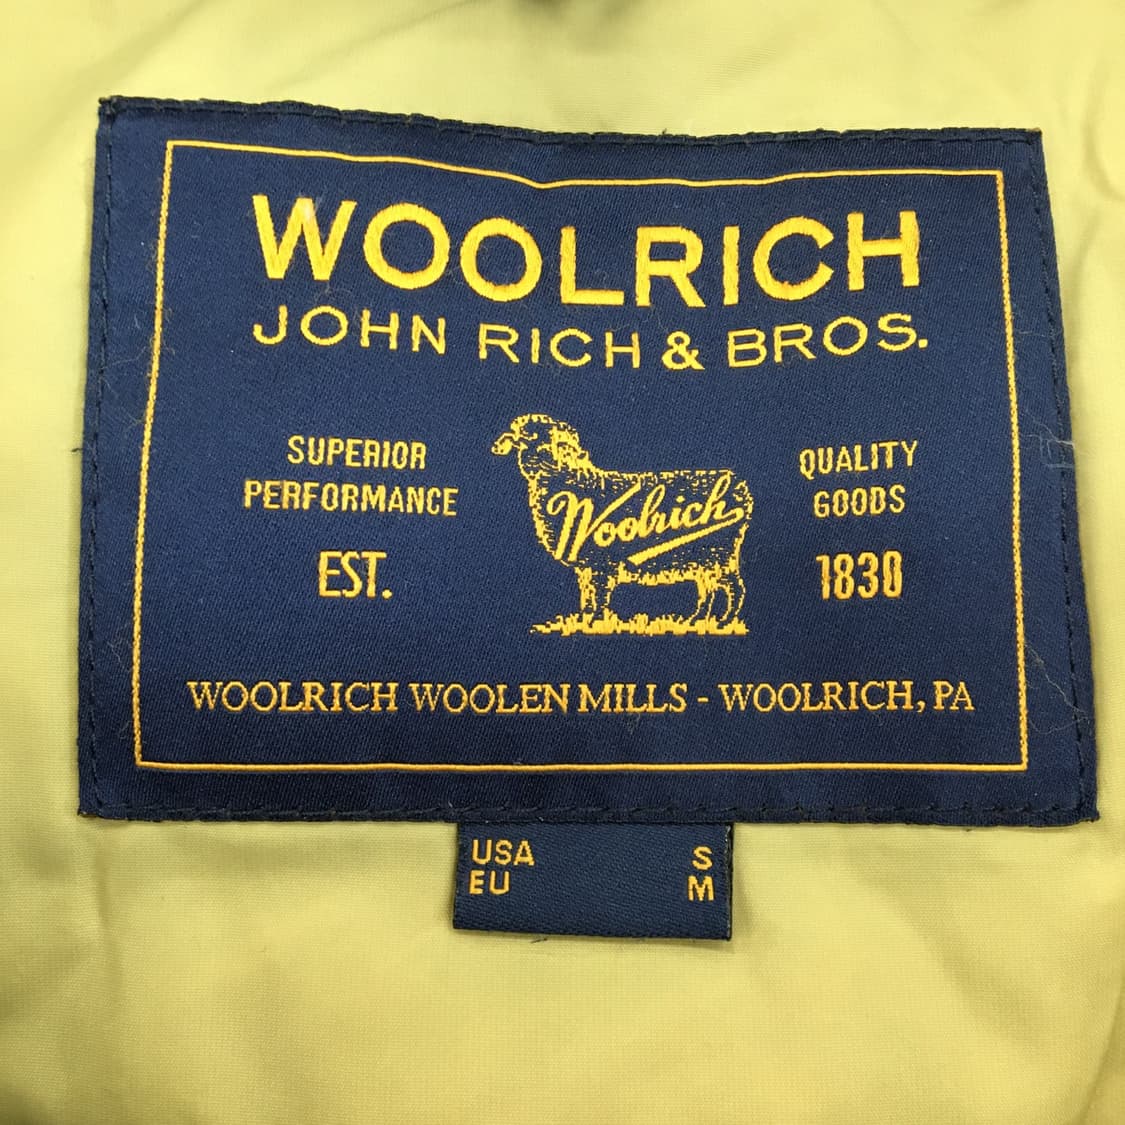 WOOLRICH
JOHN RICH & BROS.
SUPERIOR
PERFORMANCE
EST.
Woolrich
QUALITY
GOODS
1830
WOOLRICH WOOLEN MILLS - WOOLRICH, PA
USA S
EU M